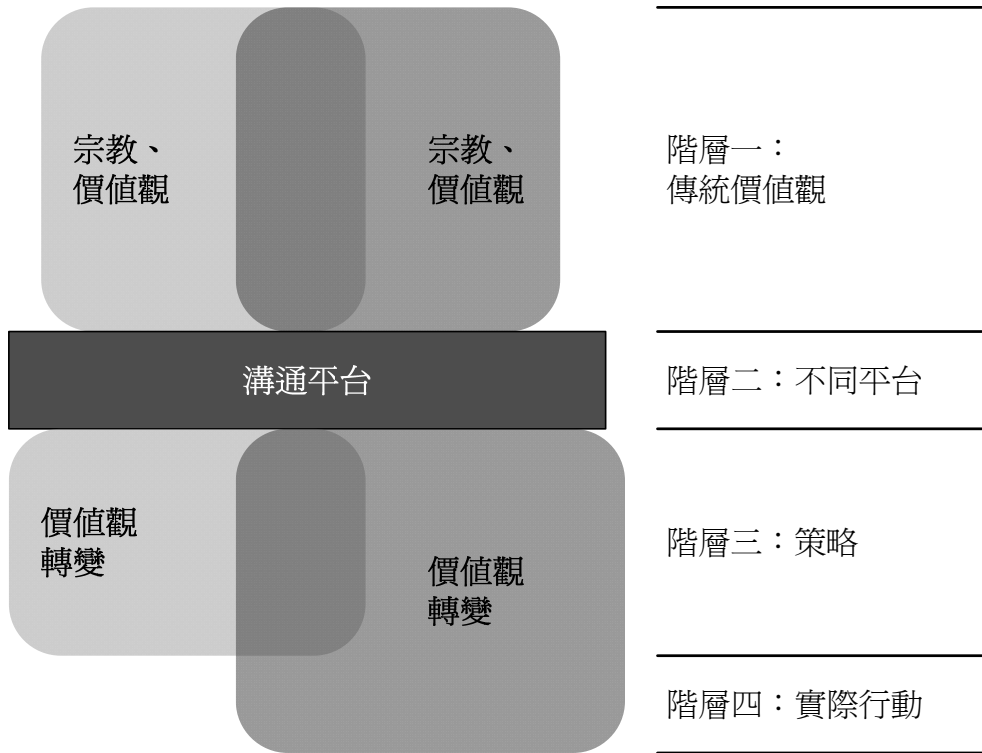 宗教、
價值觀
宗教、
價值觀
階層一：
傳統價值觀
溝通平台
階層二：不同平台
價值觀
轉變
價值觀
轉變
階層三：策略
階層四：實際行動